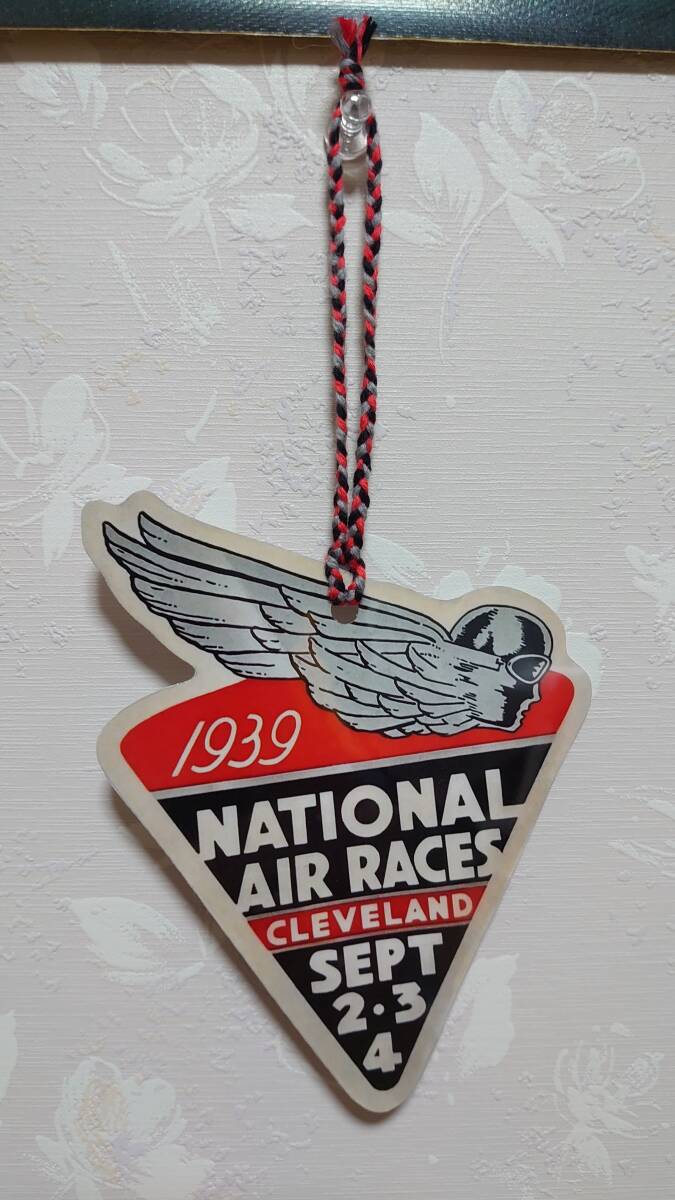 1939
NATIONAL
AIR RACES
CLEVELAND
SEPT
2·3
4